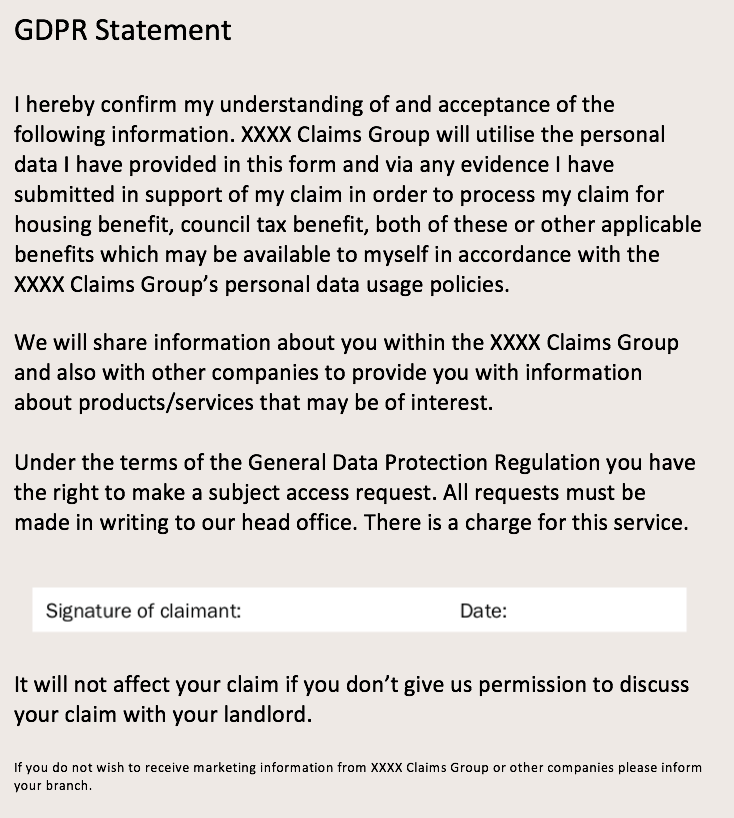 GDPR Statement
I hereby confirm my understanding of and acceptance of the
following information. XXXX Claims Group will utilise the personal
data I have provided in this form and via any evidence I have
submitted in support of my claim in order to process my claim for
housing benefit, council tax benefit, both of these or other applicable
benefits which may be available to myself in accordance with the
XXXX Claims Group’s personal data usage policies.
We will share information about you within the XXXX Claims Group
and also with other companies to provide you with information
about products/services that may be of interest.
Under the terms of the General Data Protection Regulation you have
the right to make a subject access request. All requests must be
made in writing to our head office. There is a charge for this service.
Signature of claimant: Date:
It will not affect your claim if you don’t give us permission to discuss
your claim with your landlord.
If you do not wish to receive marketing information from XXXX Claims Group or other companies please inform
your branch.